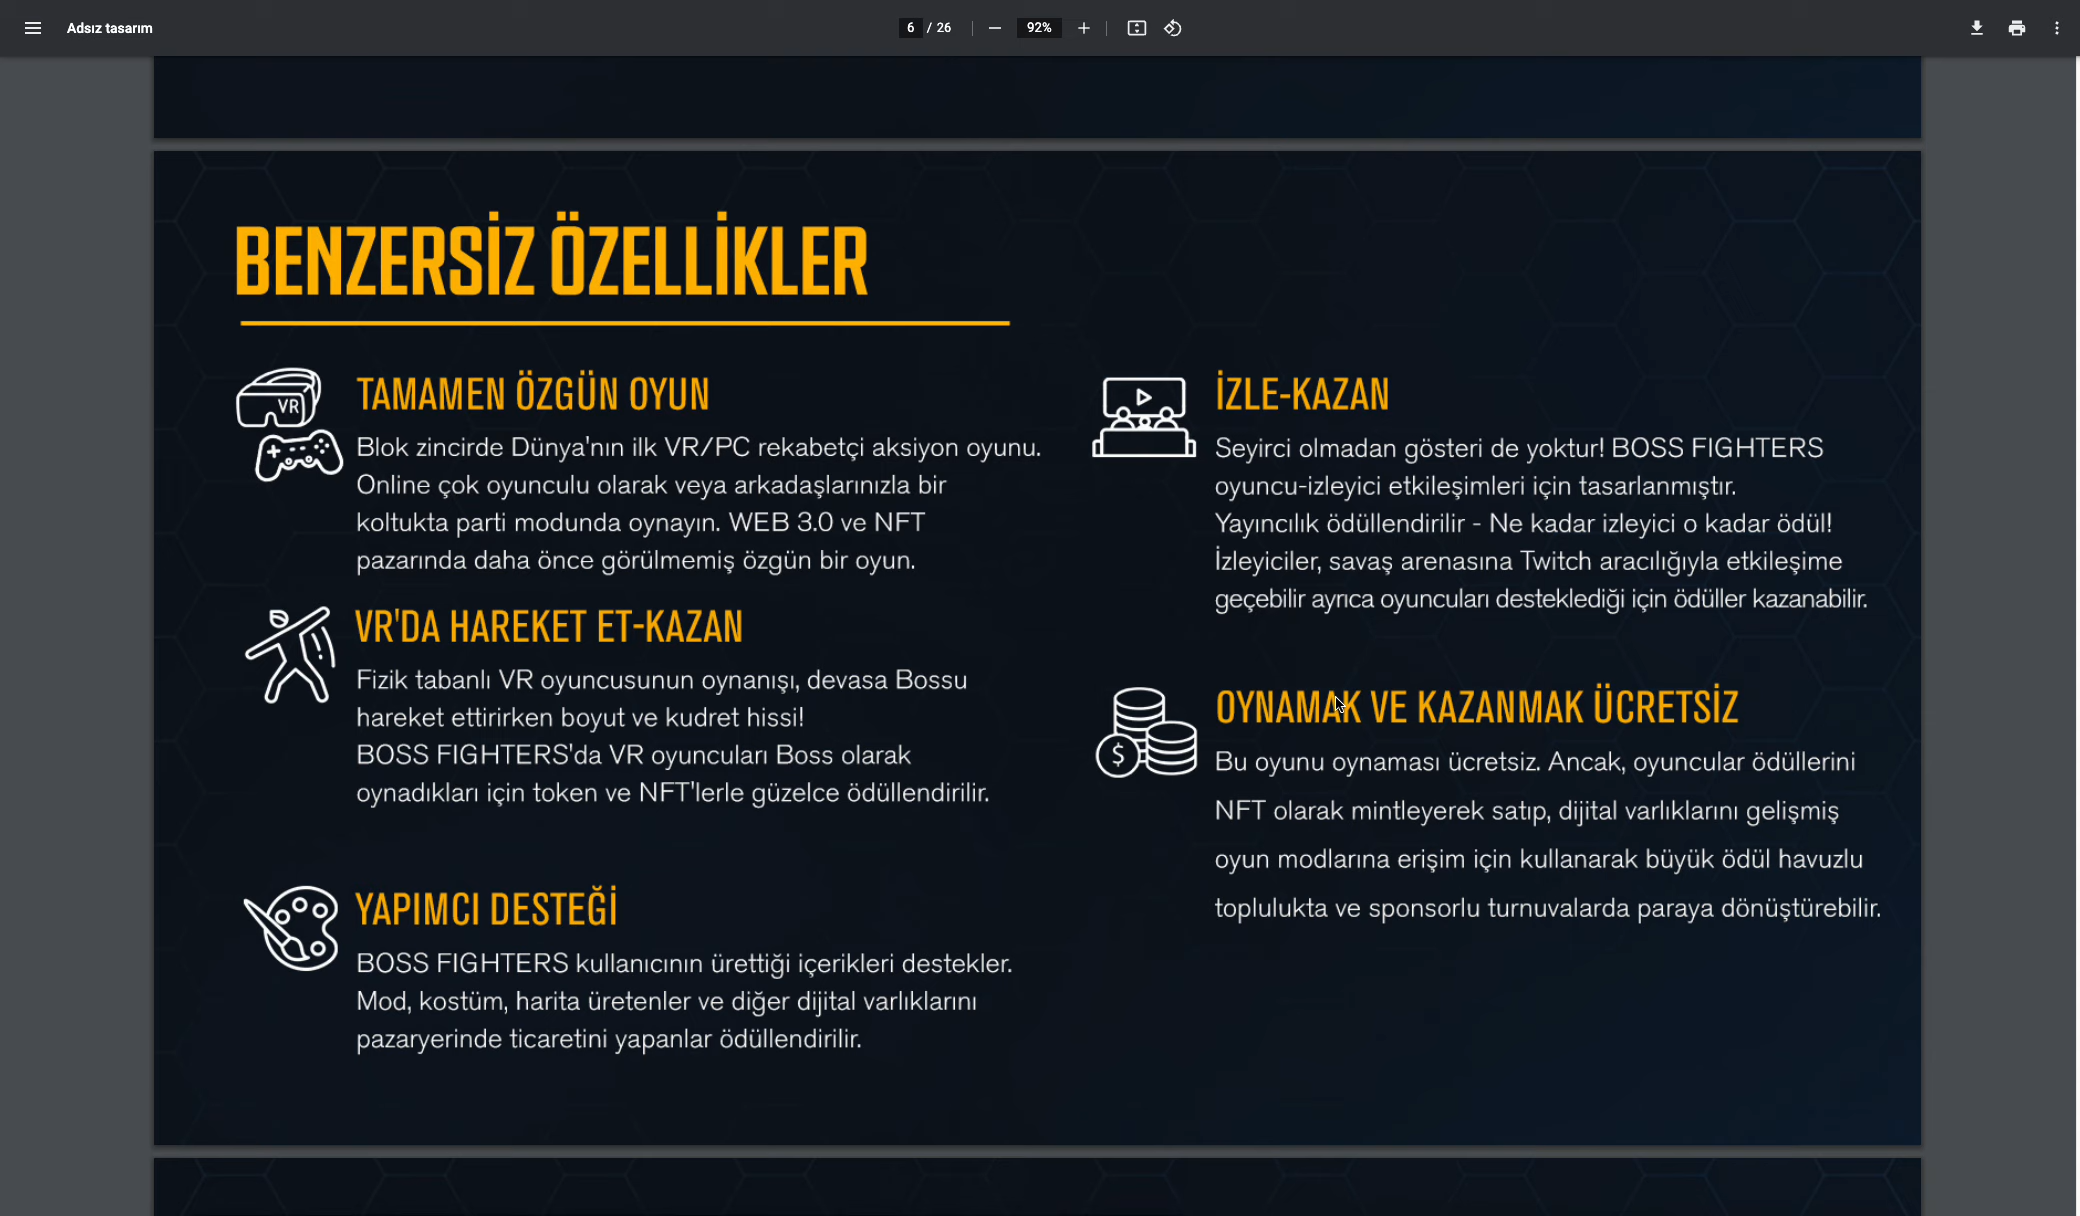 Adsız tasarım
6 / 26
92%
BENZERSİZ ÖZELLİKLER
VR
TAMAMEN ÖZGÜN OYUN
Blok zincirde Dünya'nın ilk VR/PC rekabetçi aksiyon oyunu.
Online çok oyunculu olarak veya arkadaşlarınızla bir
koltukta parti modunda oynayın. WEB 3.0 ve NFT
pazarında daha önce görülmemiş özgün bir oyun.
VR'DA HAREKET ET-KAZAN
Fizik tabanlı VR oyuncusunun oynanışı, devasa Bossu
hareket ettirirken boyut ve kudret hissi!
BOSS FIGHTERS'da VR oyuncuları Boss olarak
oynadıkları için token ve NFT'lerle güzelce ödüllendirilir.
YAPIMCI DESTEĞİ
BOSS FIGHTERS kullanıcının ürettiği içerikleri destekler.
Mod, kostüm, harita üretenler ve diğer dijital varlıklarını
pazaryerinde ticaretini yapanlar ödüllendirilir.
İZLE-KAZAN
Seyirci olmadan gösteri de yoktur! BOSS FIGHTERS
oyuncu-izleyici etkileşimleri için tasarlanmıştır.
Yayıncılık ödüllendirilir - Ne kadar izleyici o kadar ödül!
İzleyiciler, savaş arenasına Twitch aracılığıyla etkileşime
geçebilir ayrıca oyuncuları desteklediği için ödüller kazanabilir.
$
OYNAMAK VE KAZANMAK ÜCRETSİZ
Bu oyunu oynaması ücretsiz. Ancak, oyuncular ödüllerini
NFT olarak mintleyerek satıp, dijital varlıklarını gelişmiş
oyun modlarına erişim için kullanarak büyük ödül havuzlu
toplulukta ve sponsorlu turnuvalarda paraya dönüştürebilir.